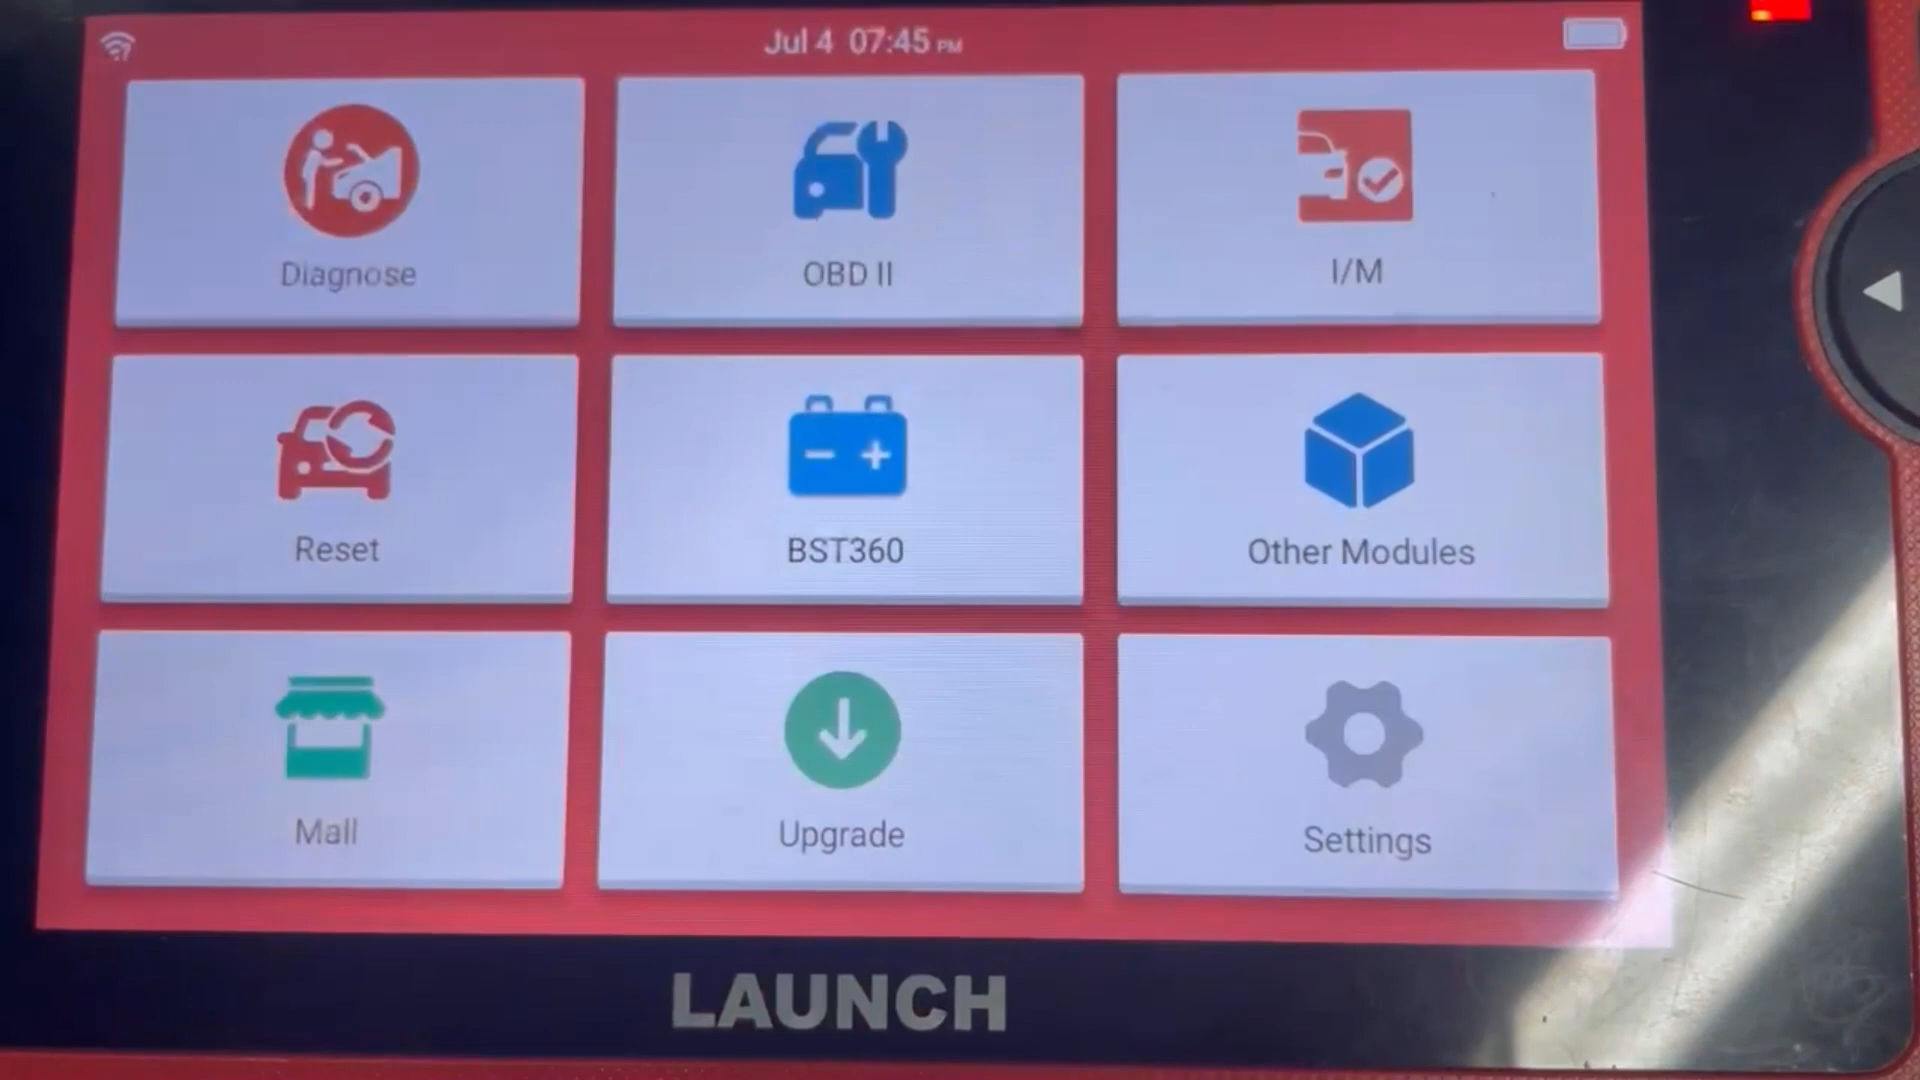 Jul 4 07:45 PM
Diagnose
OBD II
I/M
Reset
BST360
Other Modules
Mall
Upgrade
Settings
LAUNCH